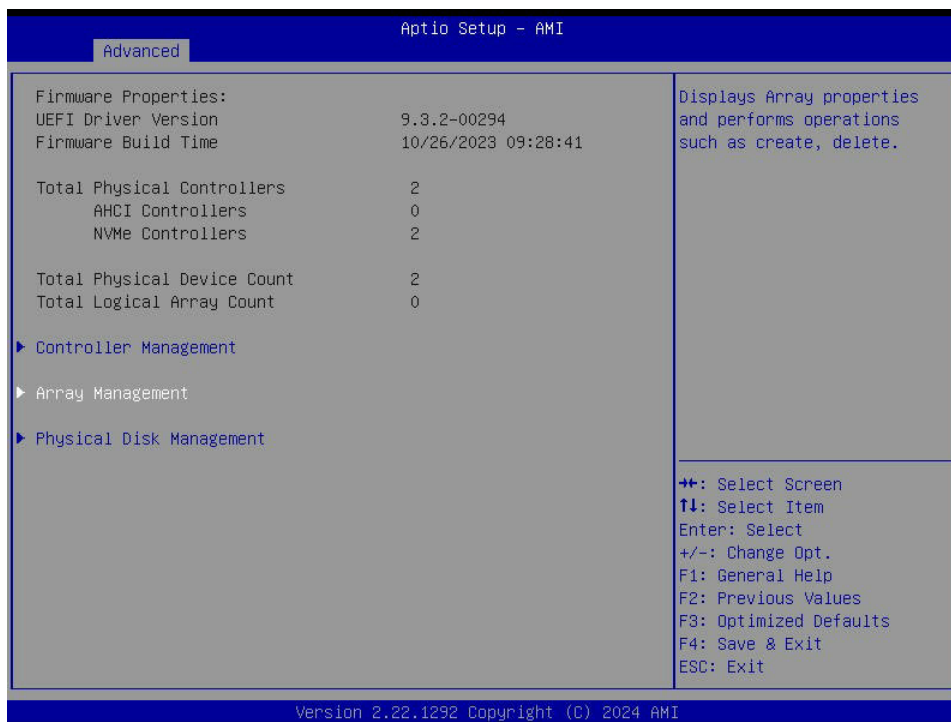 Aptio Setup - AMI
Advanced
Firmware Properties:
UEFI Driver Version 9.3.2-00294
Firmware Build Time 10/26/2023 09:28:41
Total Physical Controllers 2
AHCI Controllers 0
NVMe Controllers 2
Total Physical Device Count 2
Total Logical Array Count 0
Controller Management
Array Management
Physical Disk Management
Displays Array properties
and performs operations
such as create, delete.
→←: Select Screen
↑↓: Select Item
Enter: Select
+/-: Change Opt.
F1: General Help
F2: Previous Values
F3: Optimized Defaults
F4: Save & Exit
ESC: Exit
Version 2.22.1292 Copyright (C) 2024 AMI